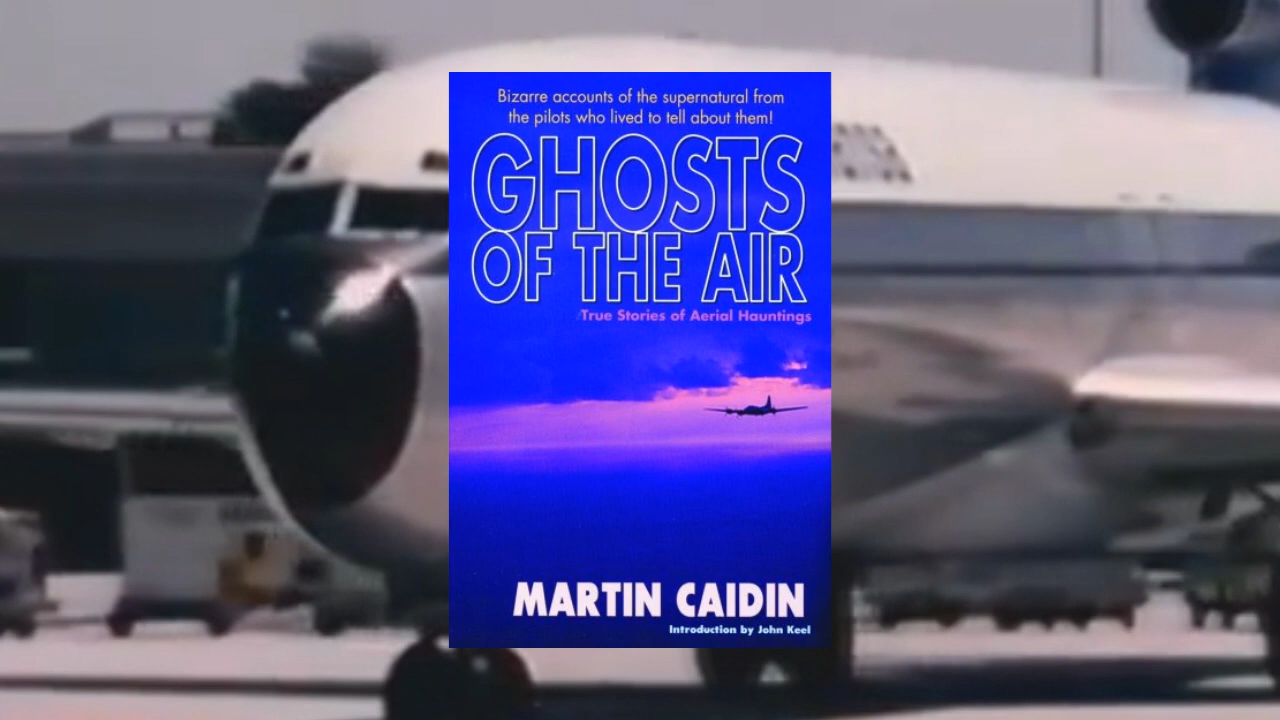 Bizarre accounts of the supernatural from
the pilots who lived to tell about them!
GHOSTS
OF THE AIR
True Stories of Aerial Hauntings
MARTIN CAIDIN
Introduction by John Keel